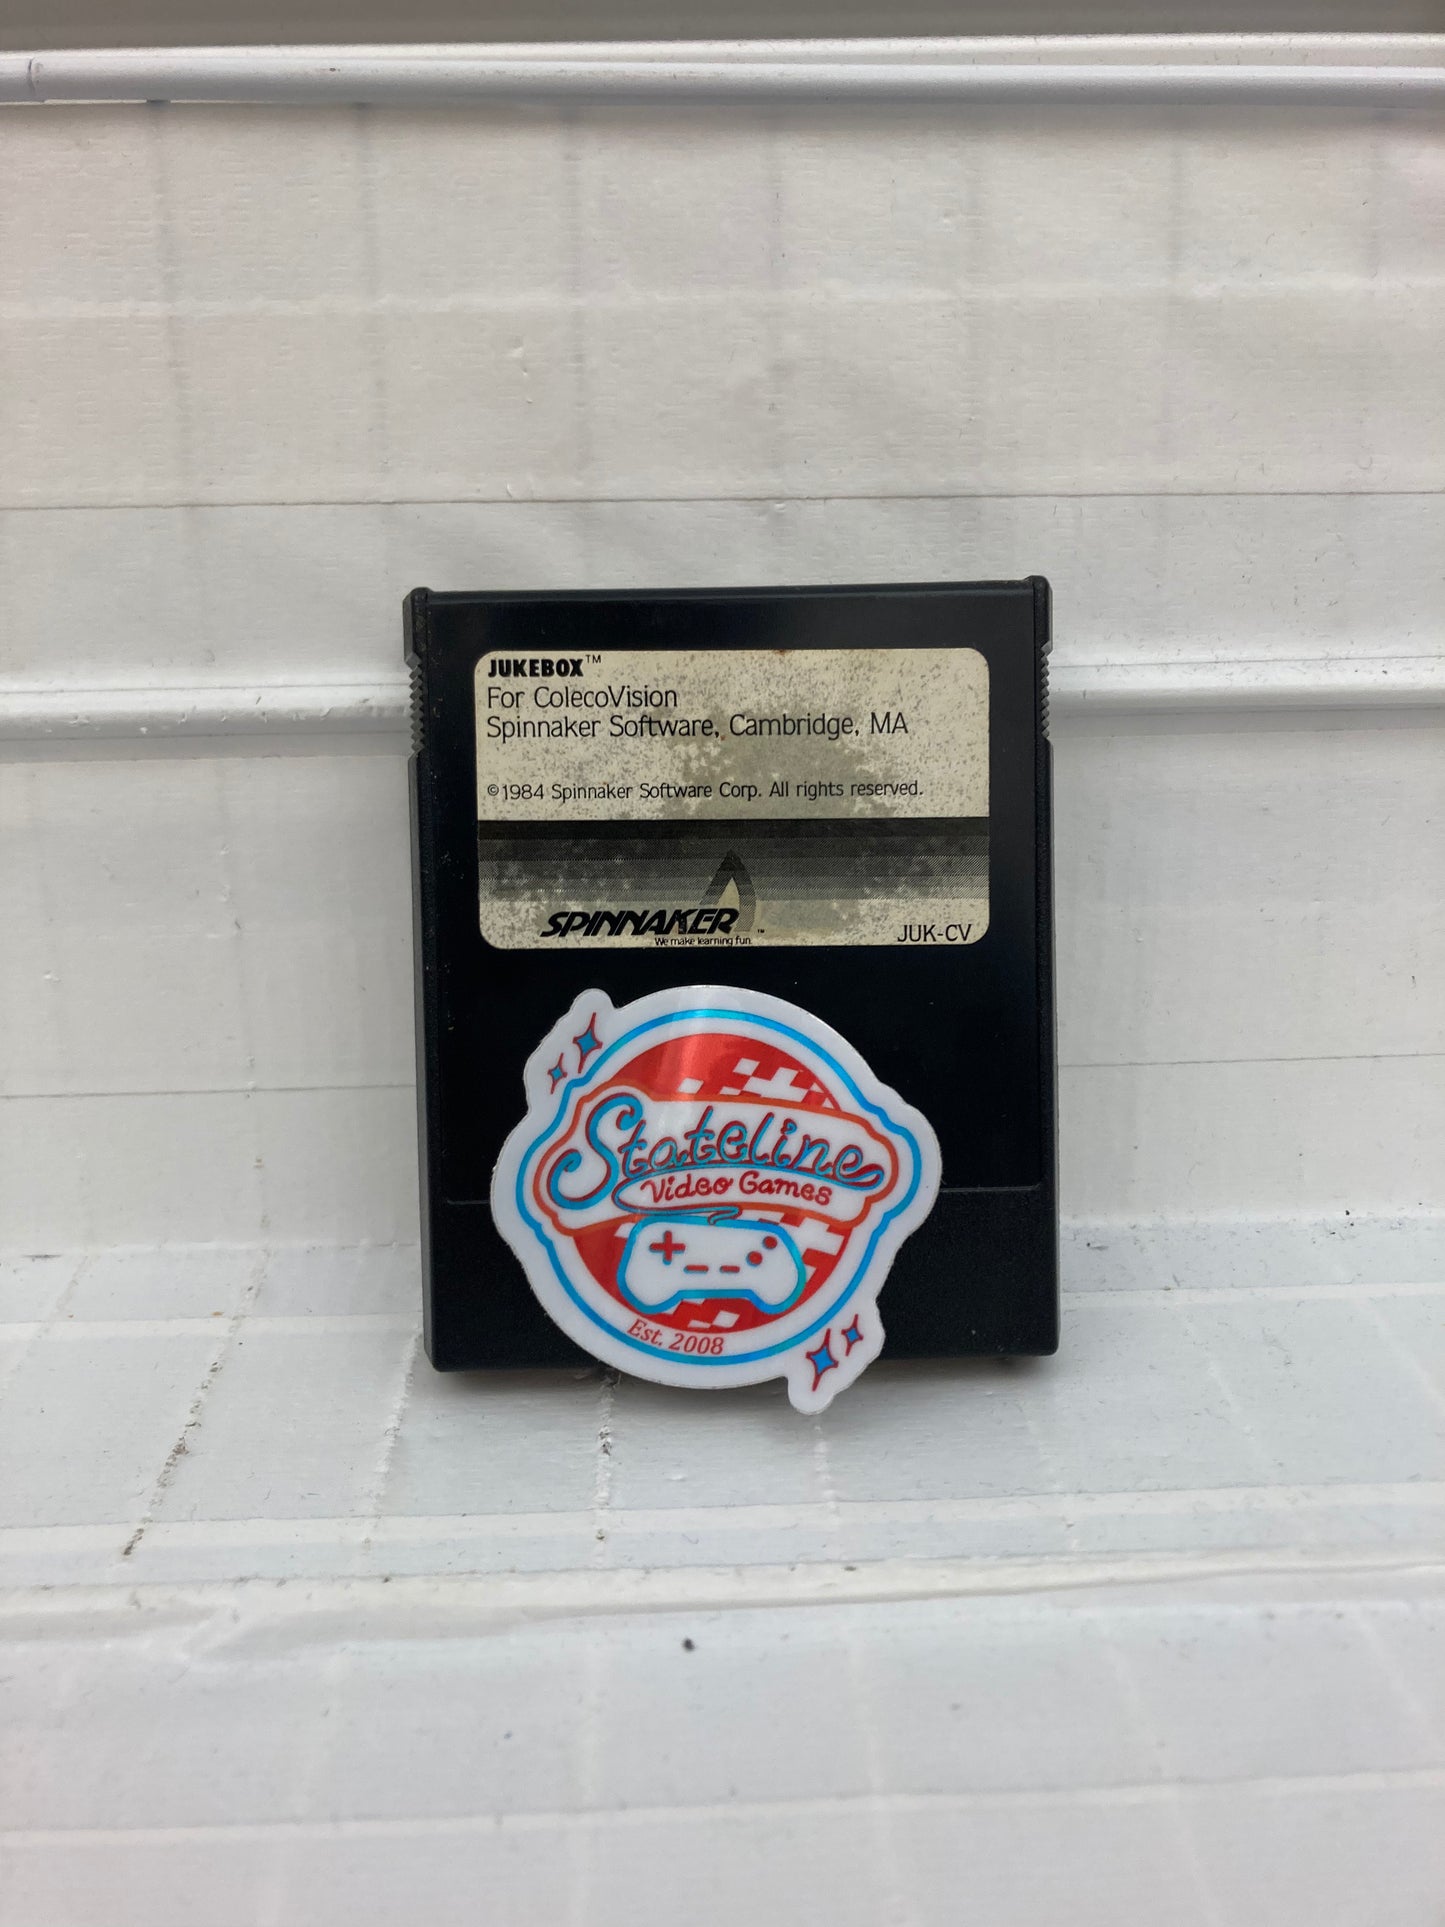 JUKEBOX™
For ColecoVision
Spinnaker Software, Cambridge, MA
©1984 Spinnaker Software Corp. All rights reserved.
SPINNAKER™
We make learning fun.
JUK-CV
Stateline
Video Games
Est. 2008